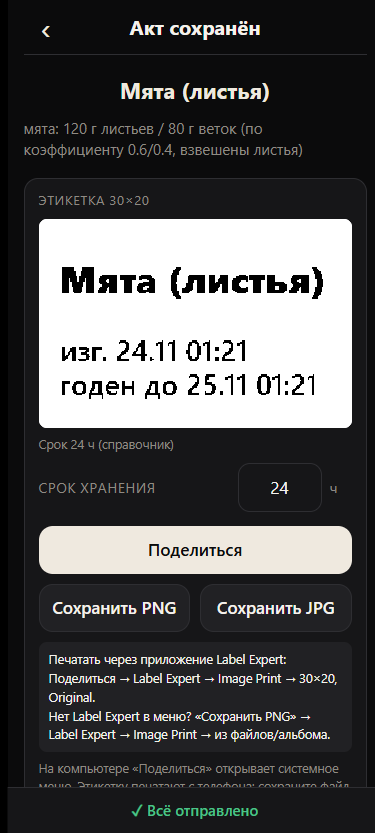 ‹ Акт сохранён
Мята (листья)
мята: 120 г листьев / 80 г веток (по
коэффициенту 0.6/0.4, взвешены листья)
ЭТИКЕТКА 30×20
Мята (листья)
изг. 24.11 01:21
годен до 25.11 01:21
Срок 24 ч (справочник)
СРОК ХРАНЕНИЯ 24 ч
Поделиться
Сохранить PNG Сохранить JPG
Печатать через приложение Label Expert:
Поделиться → Label Expert → Image Print → 30×20,
Original.
Нет Label Expert в меню? «Сохранить PNG» →
Label Expert → Image Print → из файлов/альбома.
На компьютере «Поделиться» открывает системное
меню. Этикетку печатают с телефона: сохраните файл
✓ Всё отправлено